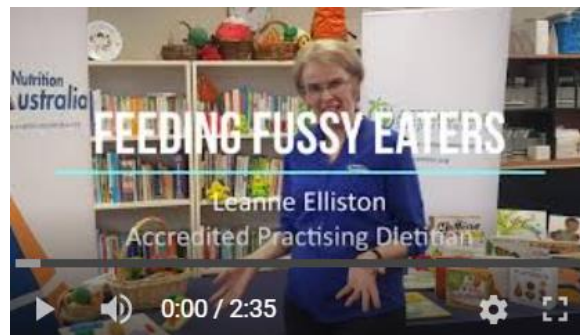 Nutrition
Australia
FEEDING FUSSY EATERS
Leanne Elliston
Accredited Practising Dietitian
0:00 / 2:35